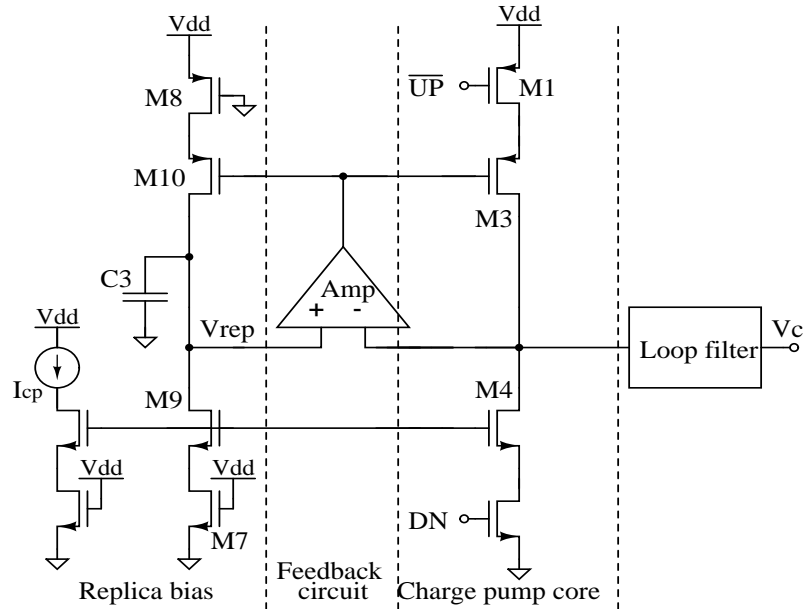 Vdd
Vdd
M8
UP
M1
M10
M3
C3
Amp
+ -
Vdd
Vrep
Vc
Loop filter
Icp
M9
M4
Vdd
Vdd
DN
M7
Replica bias
Feedback
circuit
Charge pump core